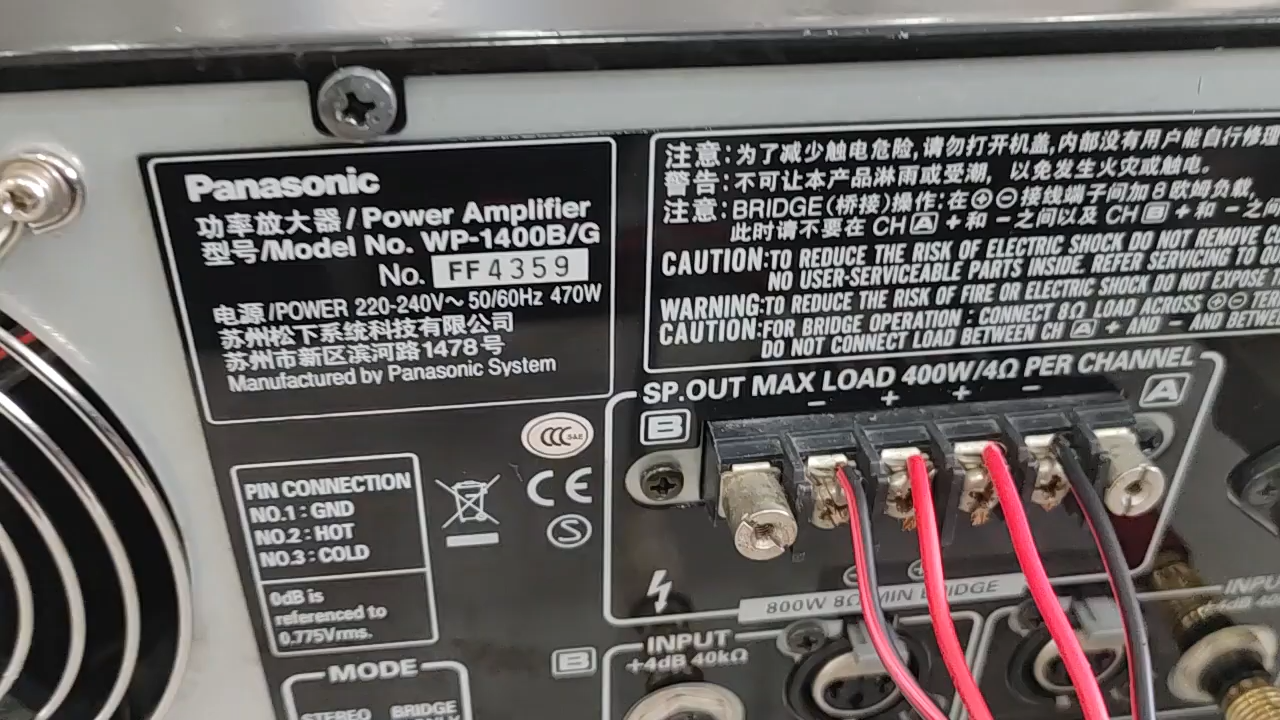 Panasonic
功率放大器/Power Amplifier
型号/Model No. WP-1400B/G
No. FF4359
电源/POWER 220-240V～ 50/60Hz 470W
苏州松下系统科技有限公司
苏州市新区滨河路1478号
Manufactured by Panasonic System
注意:为了减少触电危险,请勿打开机盖,内部没有用户能自行修理
警告:不可让本产品淋雨或受潮， 以免发生火灾或触电。
注意:BRIDGE(桥接)操作:在⊕⊖接线端子间加8欧姆负载,
此时请不要在 CH A + 和 − 之间以及 CH B + 和 − 之间
CAUTION:TO REDUCE THE RISK OF ELECTRIC SHOCK DO NOT REMOVE
NO USER-SERVICEABLE PARTS INSIDE. REFER SERVICING TO
WARNING:TO REDUCE THE RISK OF FIRE OR ELECTRIC SHOCK DO NOT EXPOSE
CAUTION:FOR BRIDGE OPERATION : CONNECT 8Ω LOAD ACROSS ⊕⊖
DO NOT CONNECT LOAD BETWEEN CH A + AND − AND
SP.OUT MAX LOAD 400W/4Ω PER CHANNEL
B − + + − A
CCC S&E
CE
S
PIN CONNECTION
NO.1 : GND
NO.2 : HOT
NO.3 : COLD
0dB is
referenced to
0.775Vrms.
800W 8Ω MIN BRIDGE
MODE
STEREO BRIDGE
B
INPUT
+4dB 40kΩ